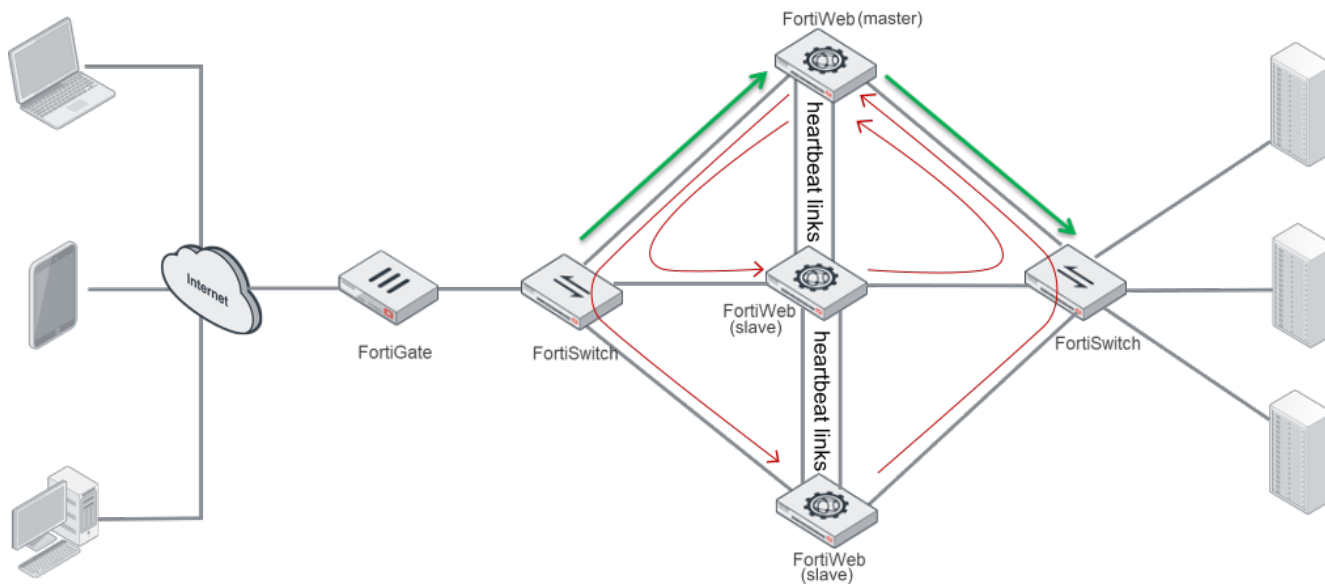 FortiWeb (master)
heartbeat links
Internet
FortiWeb
(slave)
FortiGate
FortiSwitch
FortiSwitch
heartbeat links
FortiWeb
(slave)